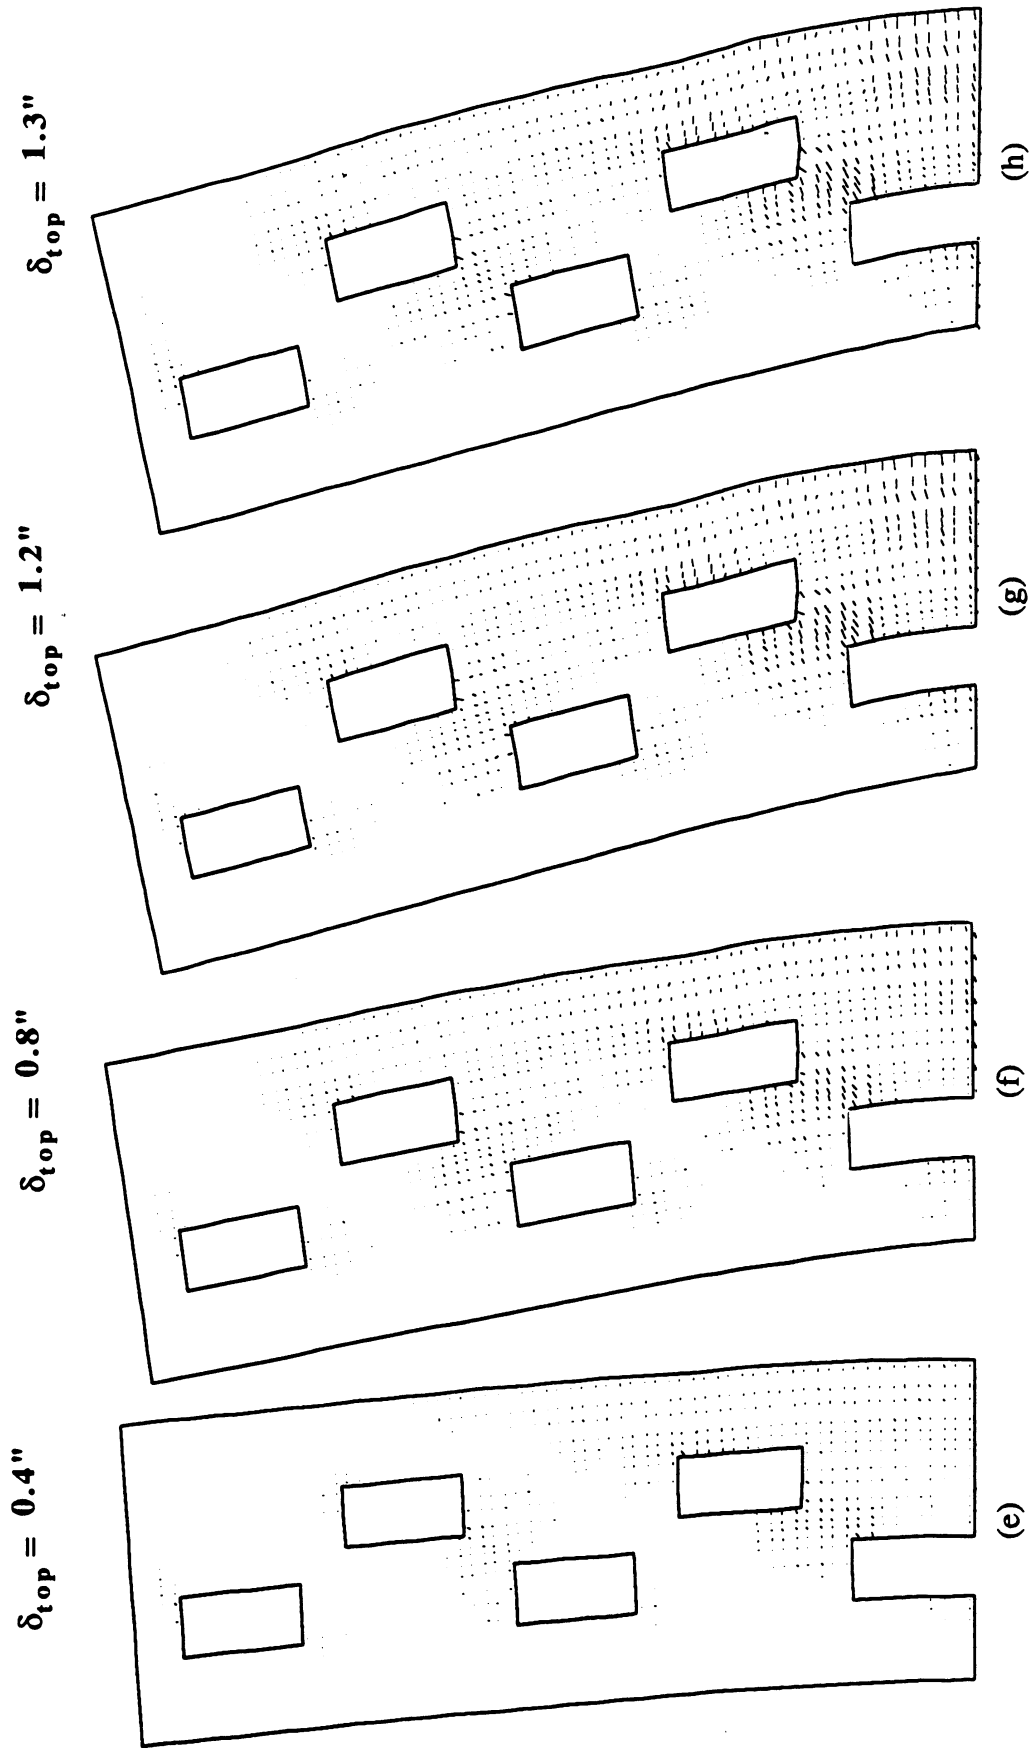 δtop = 0.4"
δtop = 0.8"
δtop = 1.2"
δtop = 1.3"
(e)
(f)
(g)
(h)